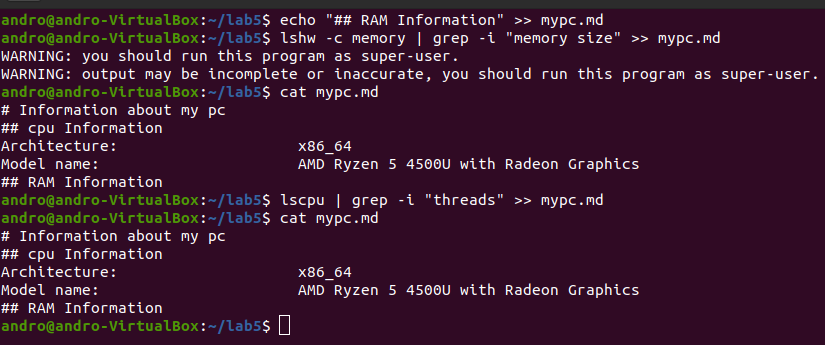 andro@andro-VirtualBox:~/lab5$ echo "## RAM Information" >> mypc.md
andro@andro-VirtualBox:~/lab5$ lshw -c memory | grep -i "memory size" >> mypc.md
WARNING: you should run this program as super-user.
WARNING: output may be incomplete or inaccurate, you should run this program as super-user.
andro@andro-VirtualBox:~/lab5$ cat mypc.md
# Information about my pc
## cpu Information
Architecture:                    x86_64
Model name:                      AMD Ryzen 5 4500U with Radeon Graphics
## RAM Information
andro@andro-VirtualBox:~/lab5$ lscpu | grep -i "threads" >> mypc.md
andro@andro-VirtualBox:~/lab5$ cat mypc.md
# Information about my pc
## cpu Information
Architecture:                    x86_64
Model name:                      AMD Ryzen 5 4500U with Radeon Graphics
## RAM Information
andro@andro-VirtualBox:~/lab5$